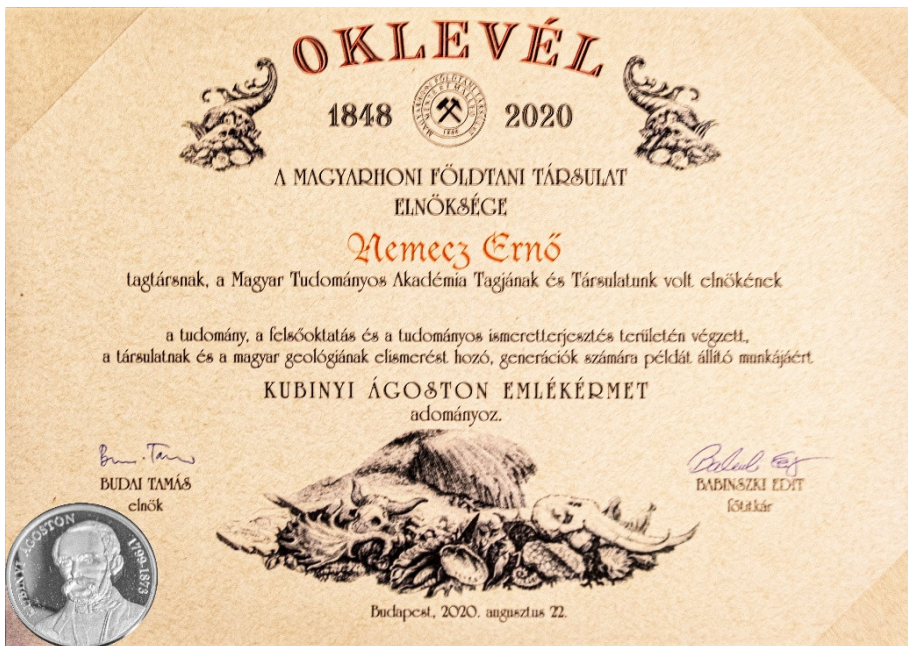 OKLEVÉL
1848 2020
A MAGYARHONI FÖLDTANI TÁRSULAT
ELNÖKSÉGE
Nemecz Ernő
tagtársnak, a Magyar Tudományos Akadémia Tagjának és Társulatunk volt elnökének
a tudomány, a felsőoktatás és a tudományos ismeretterjesztés területén végzett,
a társulatnak és a magyar geológiának elismerést hozó, generációk számára példát állító munkájáért
KUBINYI ÁGOSTON EMLÉKÉRMET
adományoz.
BUDAI TAMÁS
elnök
BABINSZKI EDIT
főtitkár
KUBINYI ÁGOSTON 1799-1873
Budapest, 2020. augusztus 22.